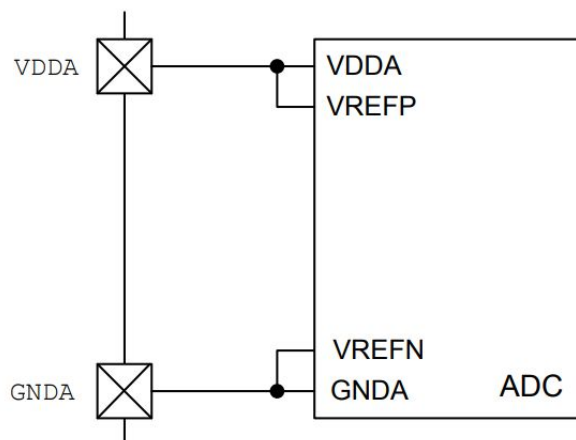 VDDA
VDDA
VREFP
VREFN
GNDA
GNDA
ADC